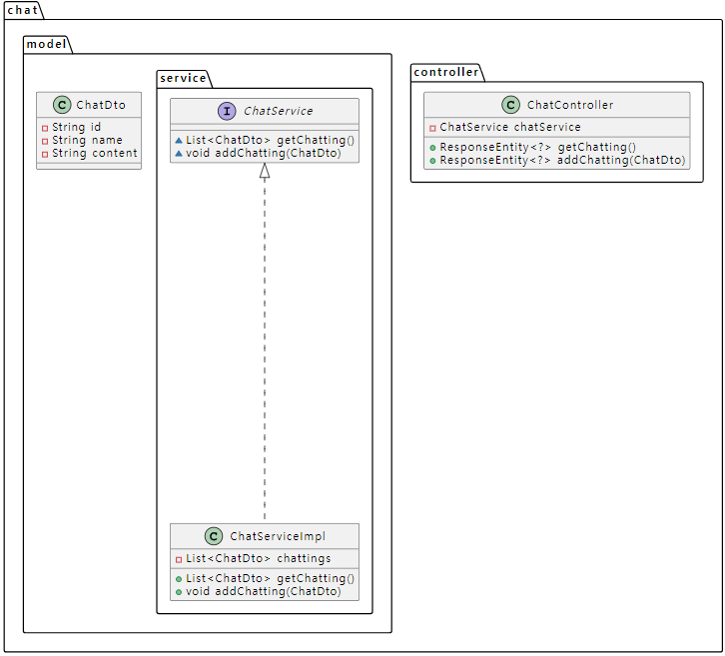 chat
model
C ChatDto
String id
String name
String content
service
I ChatService
List<ChatDto> getChatting()
void addChatting(ChatDto)
C ChatServiceImpl
List<ChatDto> chattings
List<ChatDto> getChatting()
void addChatting(ChatDto)
controller
C ChatController
ChatService chatService
ResponseEntity<?> getChatting()
ResponseEntity<?> addChatting(ChatDto)